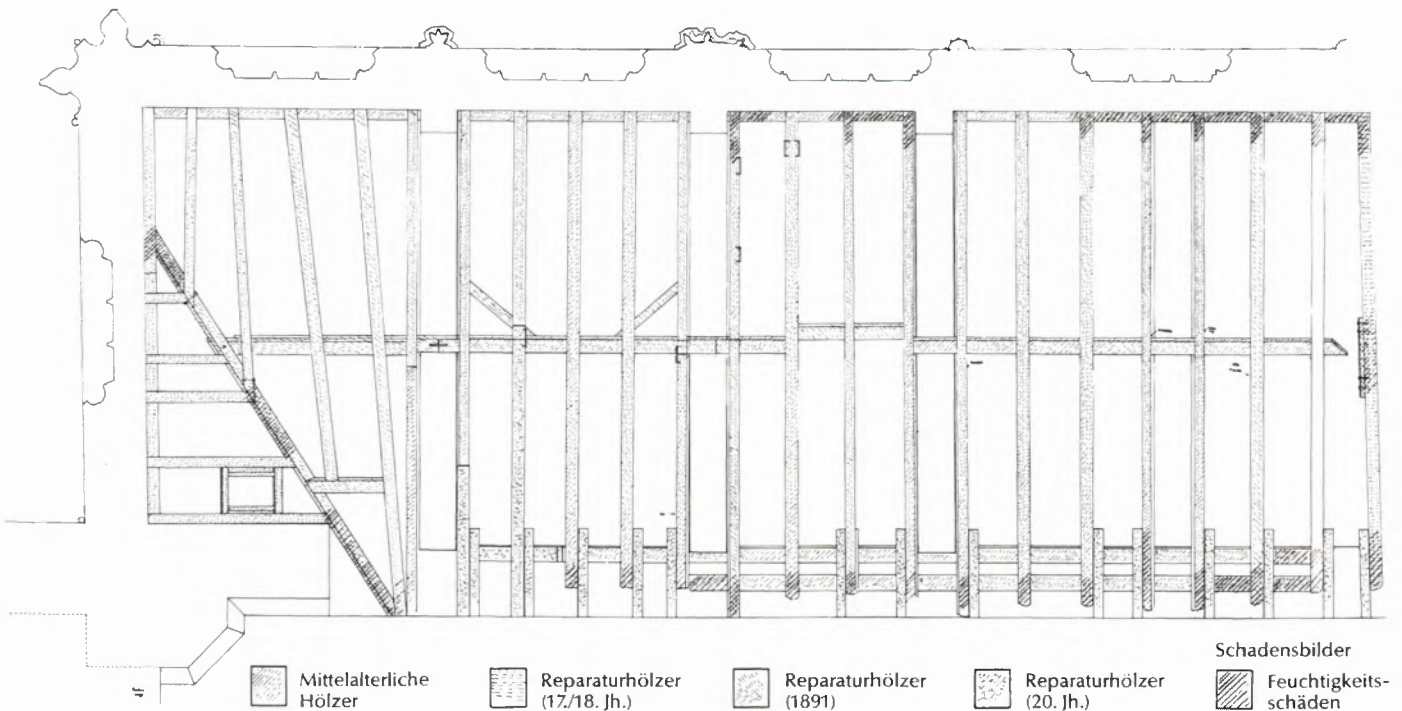 Schadensbilder
Mittelalterliche
Hölzer
Reparaturhölzer
(17./18. Jh.)
Reparaturhölzer
(1891)
Reparaturhölzer
(20. Jh.)
Feuchtigkeits-
schäden